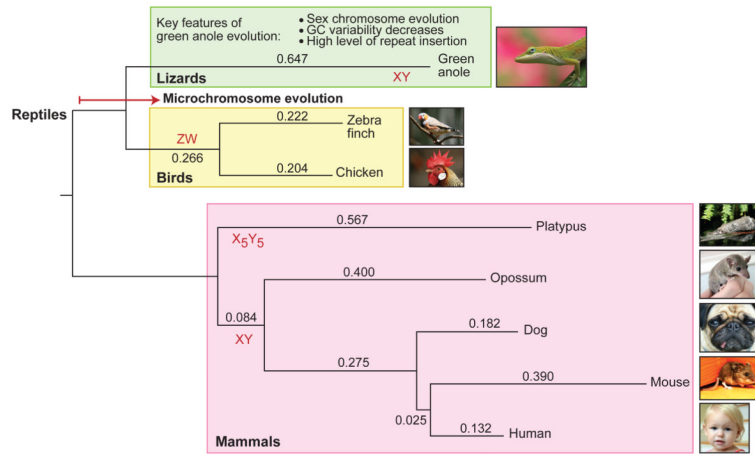 Key features of
green anole evolution:
• Sex chromosome evolution
• GC variability decreases
• High level of repeat insertion
0.647
Green
anole
XY
Lizards
Reptiles
Microchromosome evolution
ZW
0.266
0.222
Zebra
finch
0.204
Chicken
Birds
0.567
Platypus
X5Y5
0.400
Opossum
0.084
XY
0.182
Dog
0.275
0.390
Mouse
0.025
0.132
Human
Mammals